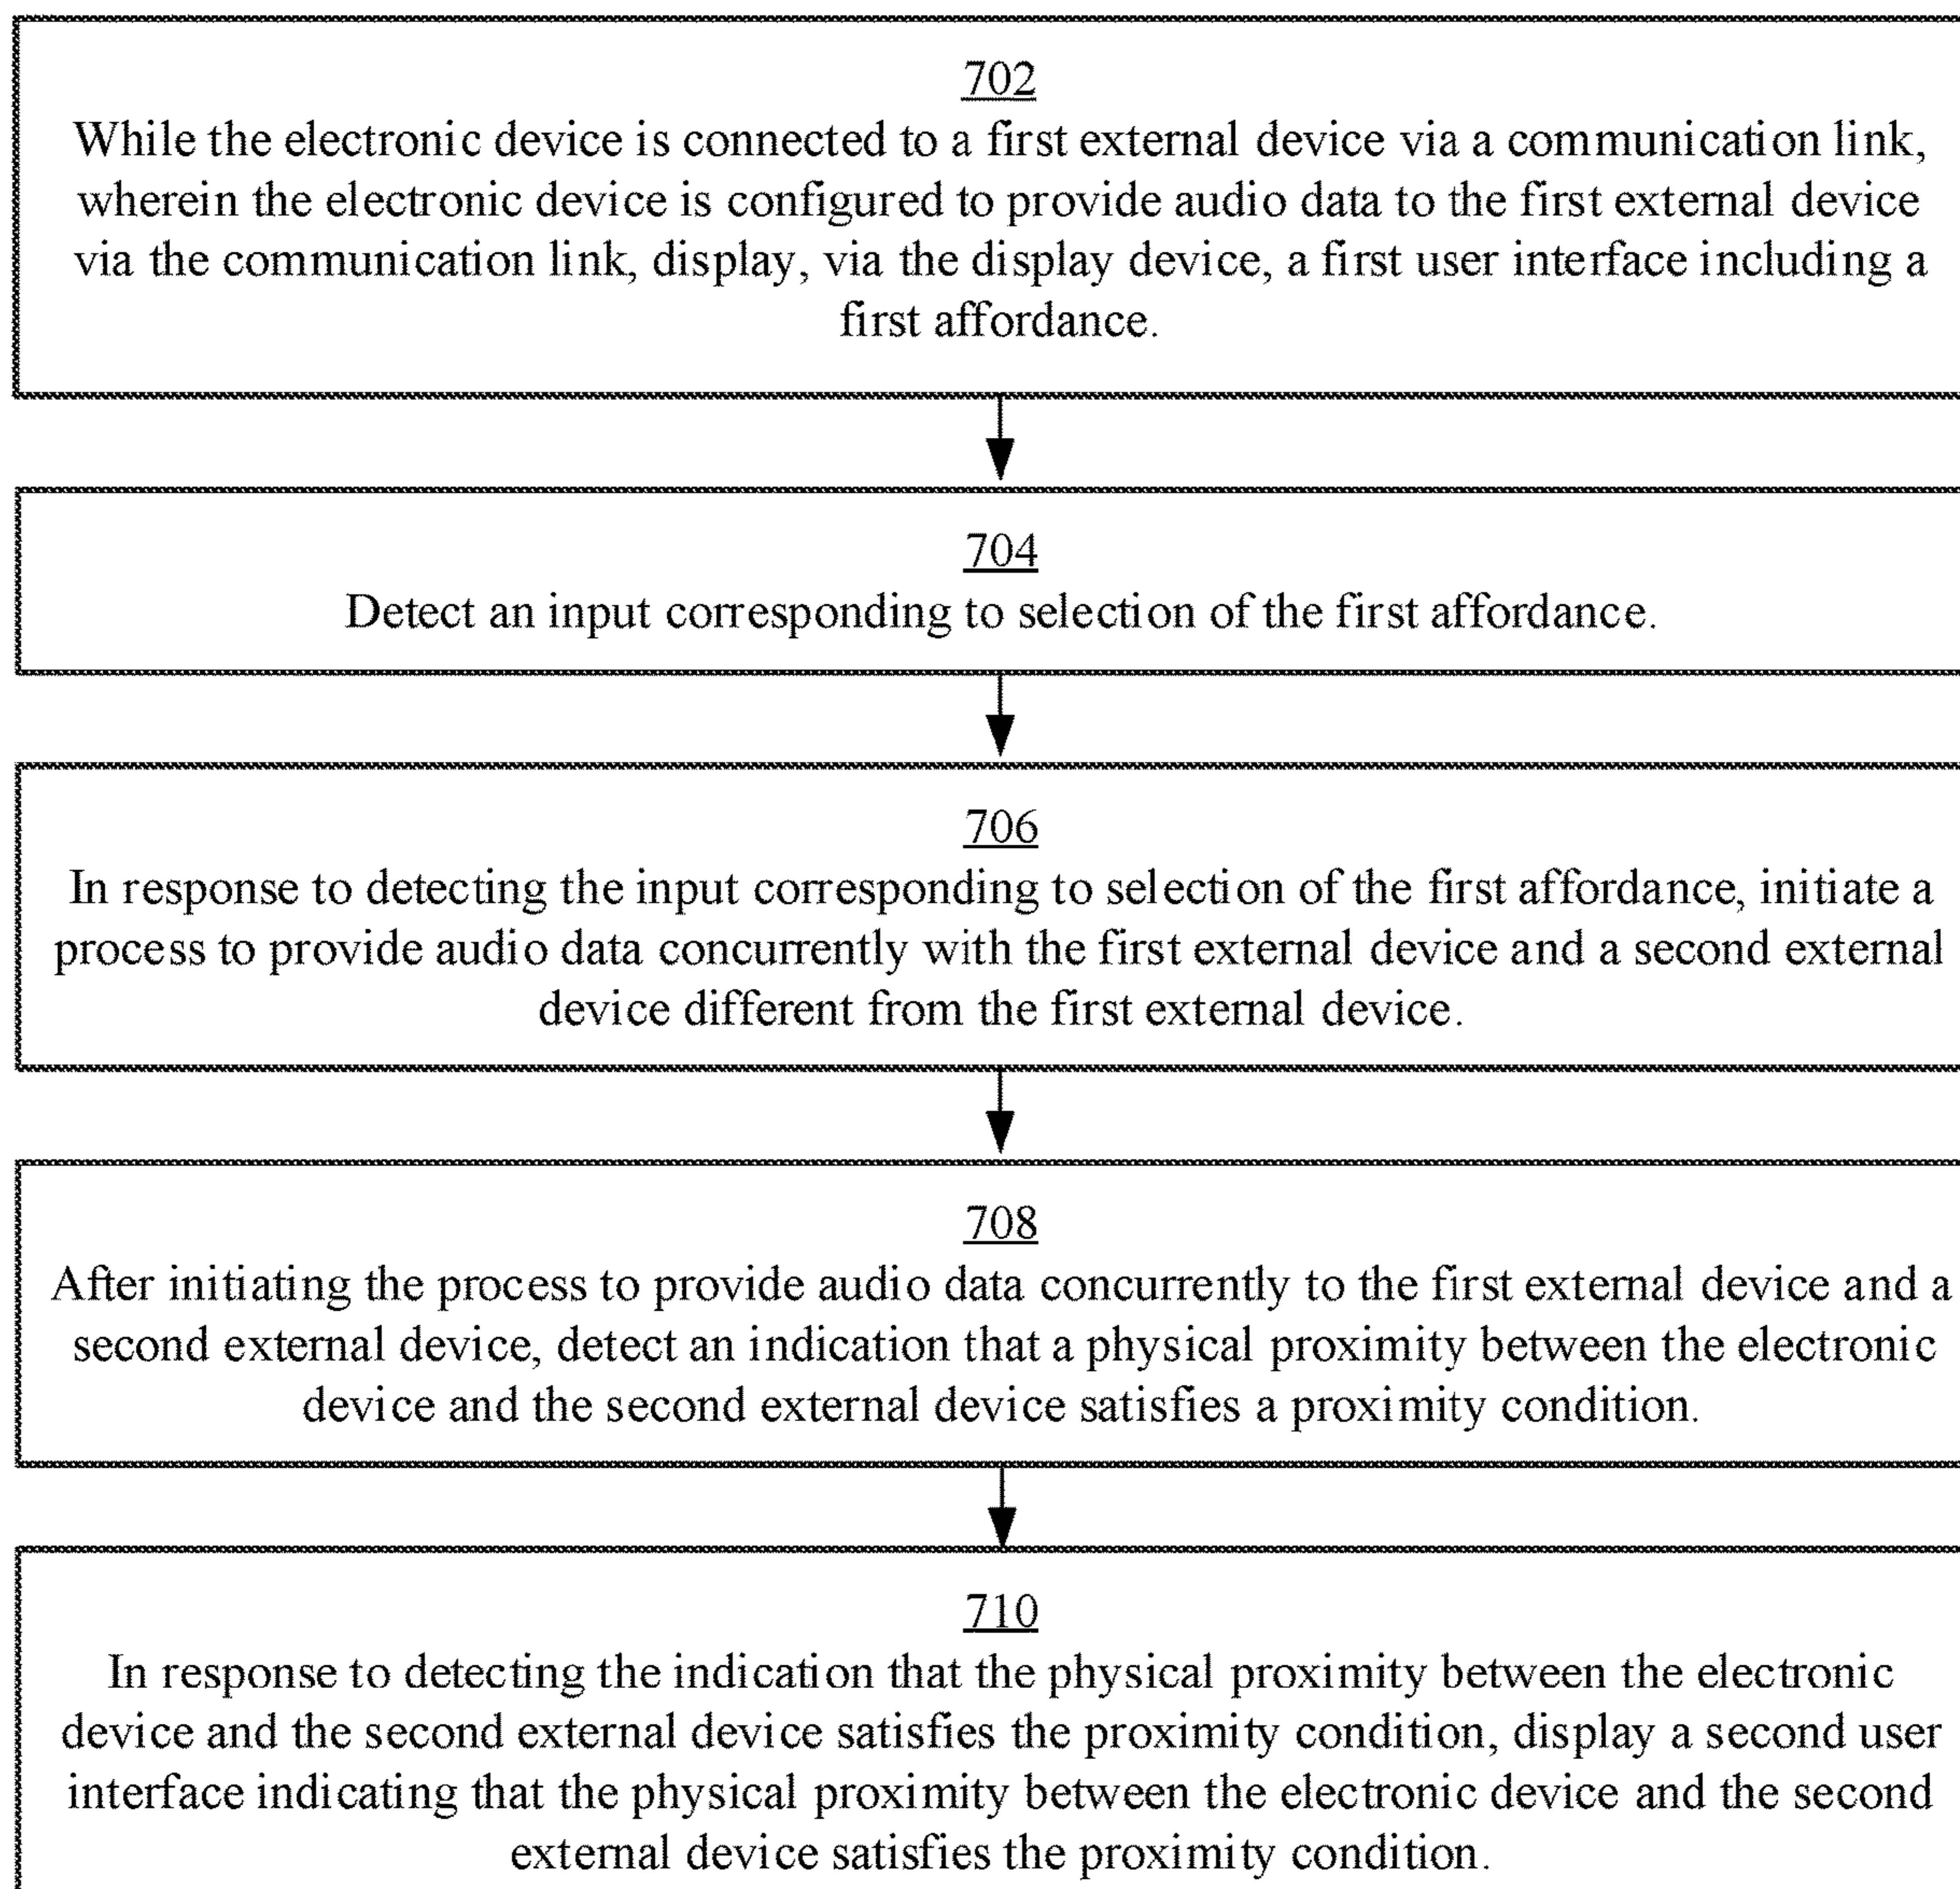 702
While the electronic device is connected to a first external device via a communication link,
wherein the electronic device is configured to provide audio data to the first external device
via the communication link, display, via the display device, a first user interface including a
first affordance.
704
Detect an input corresponding to selection of the first affordance.
706
In response to detecting the input corresponding to selection of the first affordance, initiate a
process to provide audio data concurrently with the first external device and a second external
device different from the first external device.
708
After initiating the process to provide audio data concurrently to the first external device and a
second external device, detect an indication that a physical proximity between the electronic
device and the second external device satisfies a proximity condition.
710
In response to detecting the indication that the physical proximity between the electronic
device and the second external device satisfies the proximity condition, display a second user
interface indicating that the physical proximity between the electronic device and the second
external device satisfies the proximity condition.